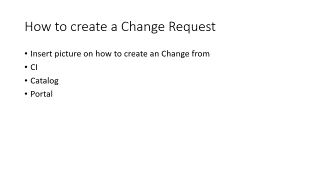 How to create a Change Request
• Insert picture on how to create an Change from
• CI
• Catalog
• Portal